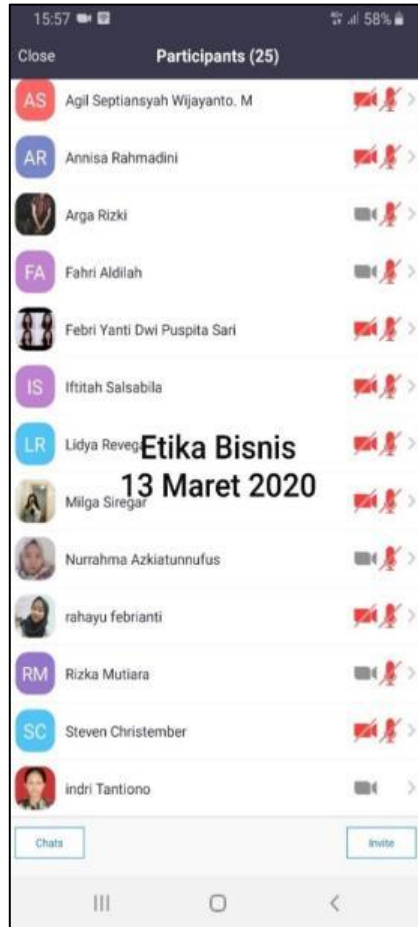 15:57 58%
Close Participants (25)
AS Agil Septiansyah Wijayanto. M
AR Annisa Rahmadini
Arga Rizki
FA Fahri Aldilah
Febri Yanti Dwi Puspita Sari
IS Iftitah Salsabila
LR Lidya
Etika Bisnis
13 Maret 2020
Milga Siregar
Nurrahma Azkiatunnufus
rahayu febrianti
RM Rizka Mutiara
SC Steven Christember
indri Tantiono
Chats Invite